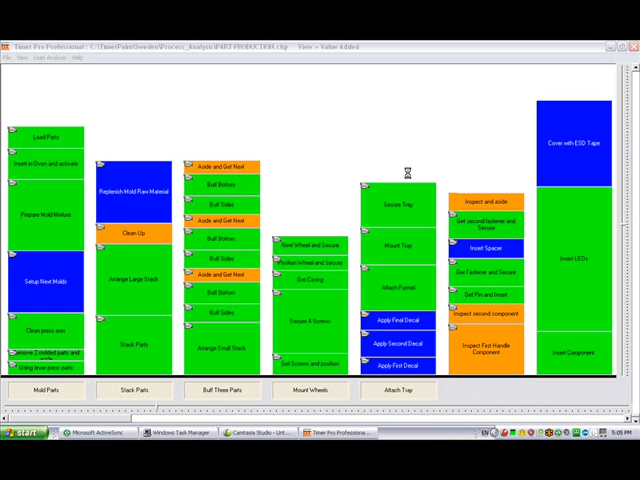 Timer Pro Professional : C:\TimerPalm\Sweden\Process_Analysis\PART PRODUCTION.chp View = Value Added
File View Lean Analysis Help
Load Parts
Insert in Oven and activate
Prepare Mold Mixture
Setup Next Molds
Clean press arms
Remove 2 molded parts and
Using lever press parts
Mold Parts
Replenish Mold Raw Material
Clean Up
Arrange Large Stack
Stack Parts
Stack Parts
Aside and Get Next
Buff Bottom
Buff Sides
Aside and Get Next
Buff Bottom
Buff Sides
Aside and Get Next
Buff Bottom
Buff Sides
Arrange Small Stack
Buff Three Parts
Next Wheel and Secure
Position Wheel and Secure
Get Casing
Secure 4 Screws
Get Screws and position
Mount Wheels
Secure Tray
Mount Tray
Attach Funnel
Apply Final Decal
Apply Second Decal
Apply First Decal
Attach Tray
Inspect and aside
Get second fastener and
Secure
Insert Spacer
Get Fastener and Secure
Get Pin and Insert
Inspect second component
Inspect First Handle
Component
Cover with ESD Tape
Insert LEDs
Insert Component
start
Microsoft ActiveSync
Windows Task Manager
Camtasia Studio - Unt...
Timer Pro Professiona...
EN
5:05 PM